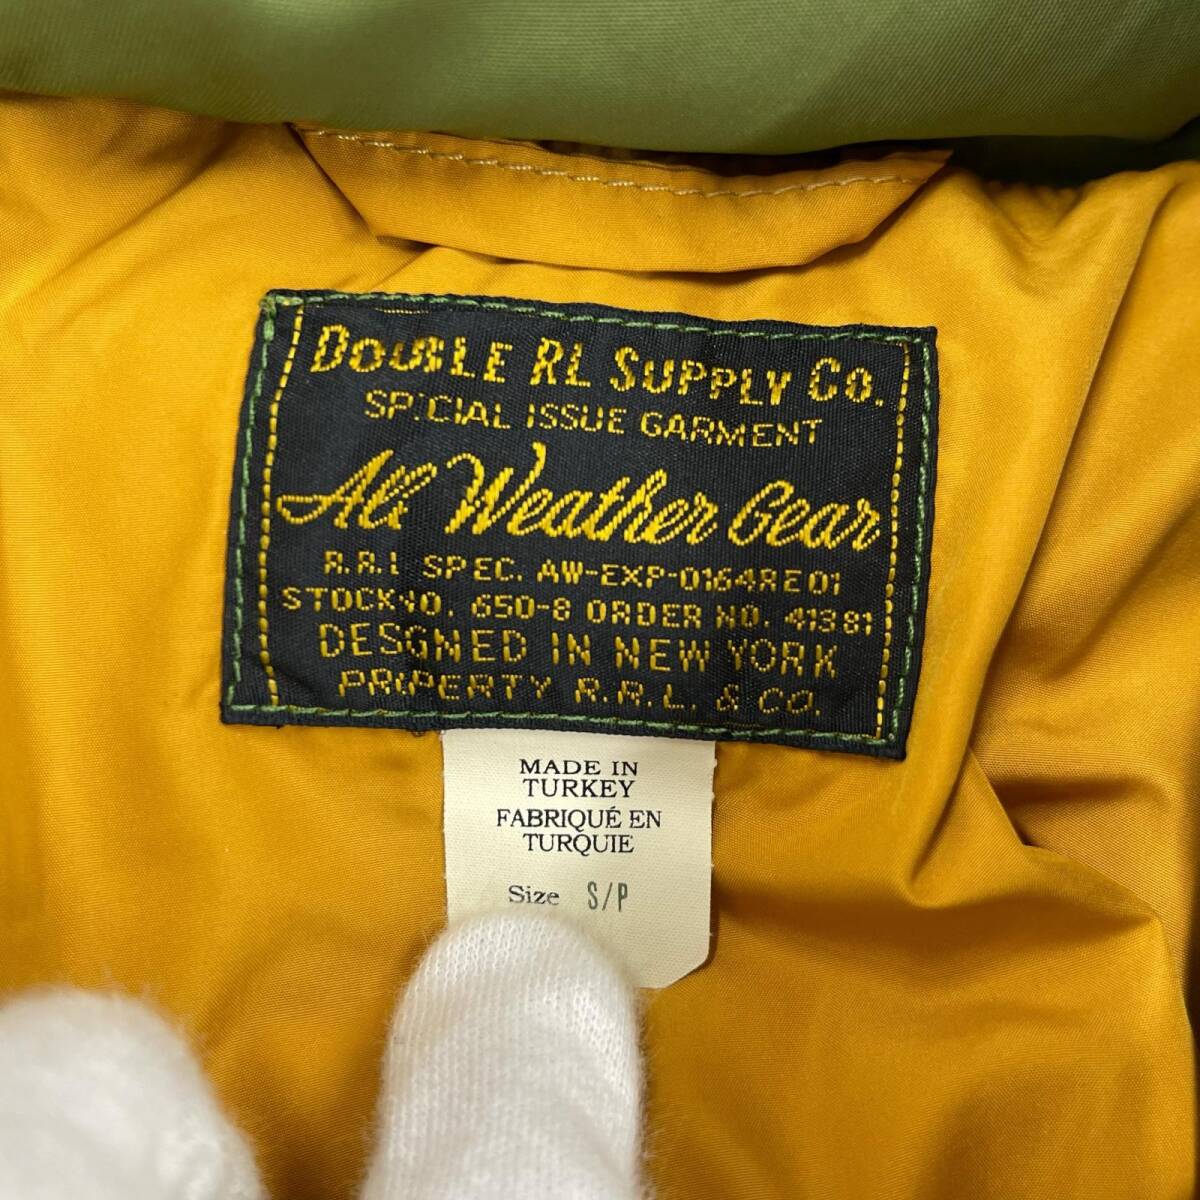 DOUBLE RL SUPPLY CO.
SPECIAL ISSUE GARMENT
All Weather Gear
R.R.L SPEC. AW-EXP-0164RE01
STOCK NO. 650-8 ORDER NO. 41381
DESIGNED IN NEW YORK
PROPERTY R.R.L. & CO.
MADE IN
TURKEY
FABRIQUÉ EN
TURQUIE
Size S/P